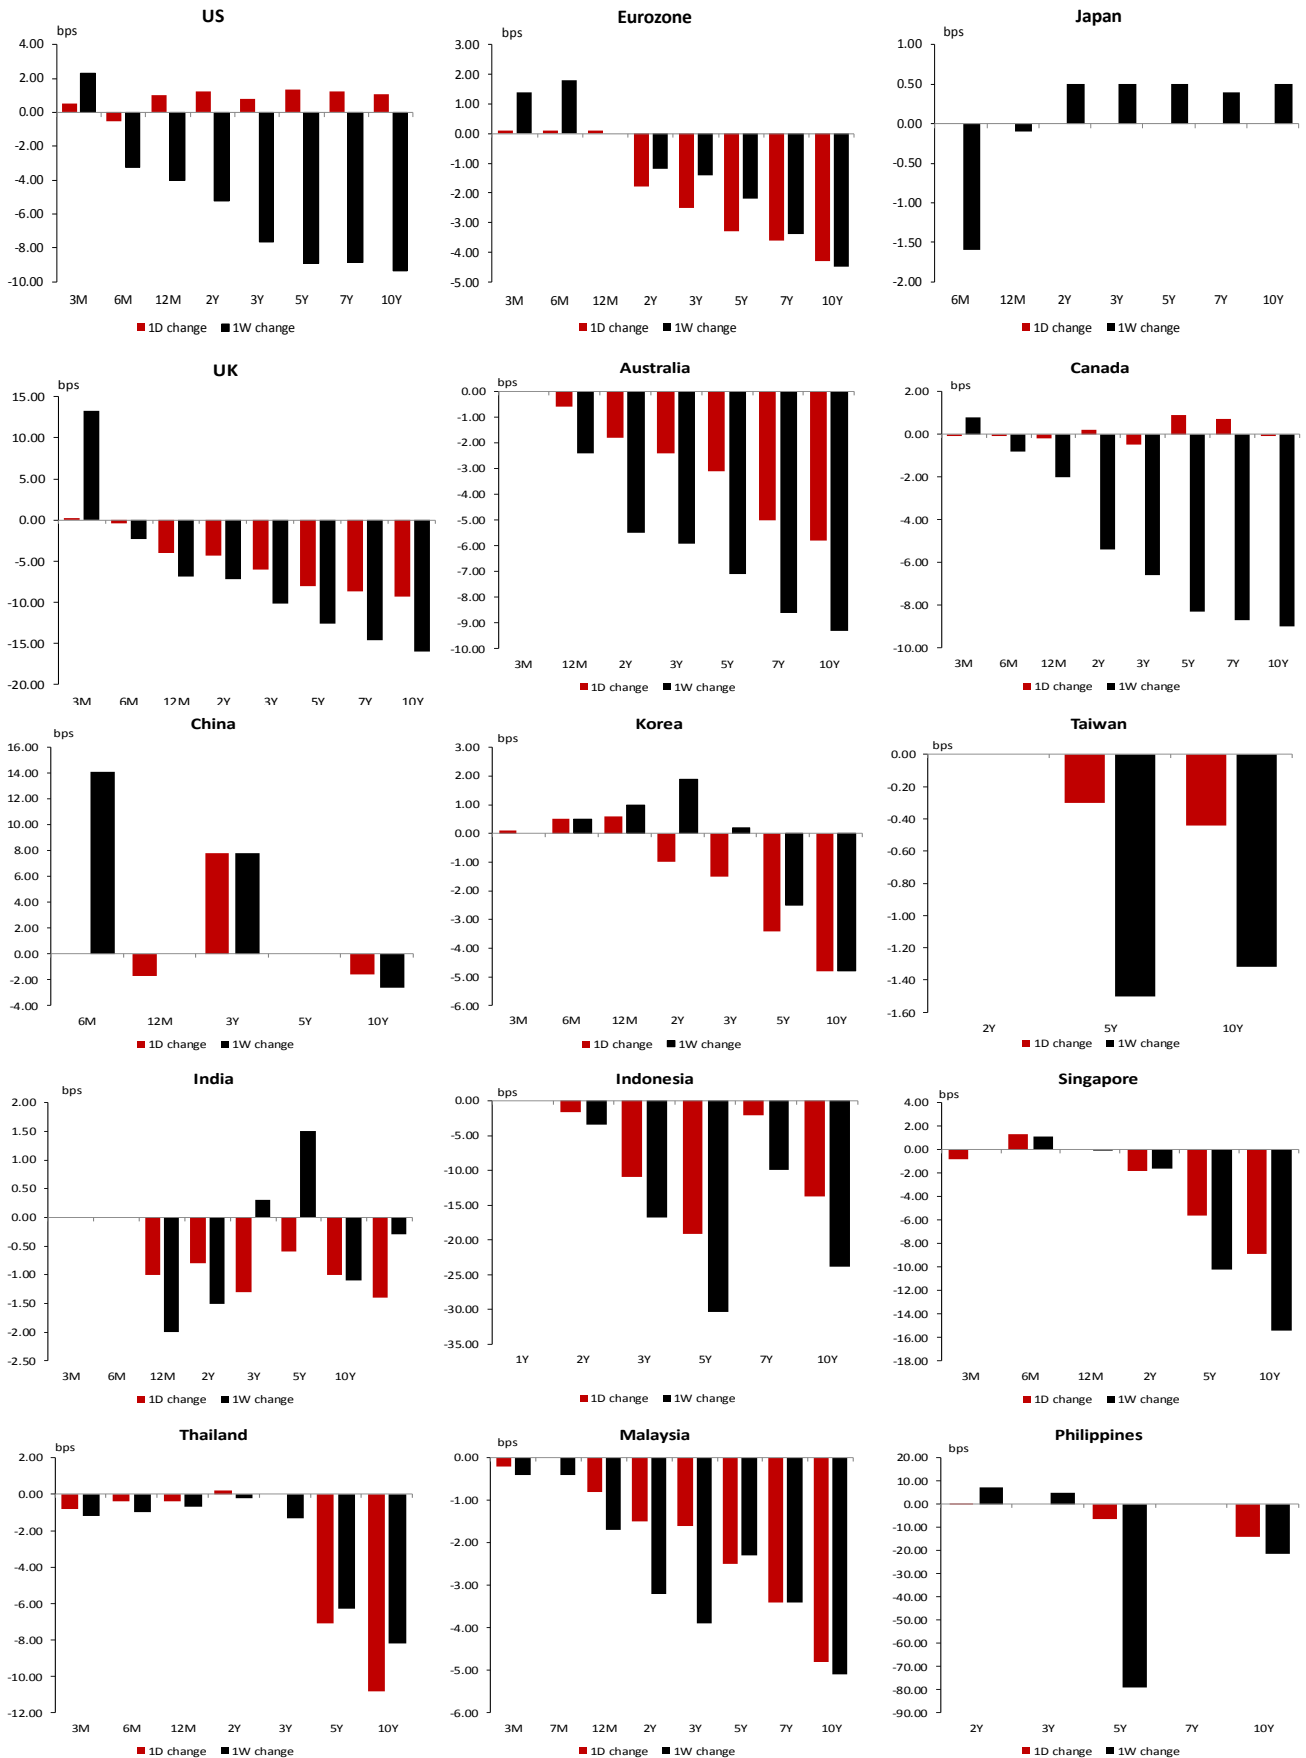 US
bps
4.00
2.00
0.00
-2.00
-4.00
-6.00
-8.00
-10.00
3M 6M 12M 2Y 3Y 5Y 7Y 10Y
1D change 1W change
Eurozone
bps
3.00
2.00
1.00
0.00
-1.00
-2.00
-3.00
-4.00
-5.00
3M 6M 12M 2Y 3Y 5Y 7Y 10Y
1D change 1W change
Japan
bps
1.00
0.50
0.00
-0.50
-1.00
-1.50
-2.00
6M 12M 2Y 3Y 5Y 7Y 10Y
1D change 1W change
UK
bps
15.00
10.00
5.00
0.00
-5.00
-10.00
-15.00
-20.00
3M 6M 12M 2Y 3Y 5Y 7Y 10Y
Australia
bps
0.00
-1.00
-2.00
-3.00
-4.00
-5.00
-6.00
-7.00
-8.00
-9.00
-10.00
3M 12M 2Y 3Y 5Y 7Y 10Y
1D change 1W change
Canada
bps
2.00
0.00
-2.00
-4.00
-6.00
-8.00
-10.00
3M 6M 12M 2Y 3Y 5Y 7Y 10Y
1D change 1W change
China
bps
16.00
14.00
12.00
10.00
8.00
6.00
4.00
2.00
0.00
-2.00
-4.00
6M 12M 3Y 5Y 10Y
1D change 1W change
Korea
bps
3.00
2.00
1.00
0.00
-1.00
-2.00
-3.00
-4.00
-5.00
-6.00
3M 6M 12M 2Y 3Y 5Y 10Y
1D change 1W change
Taiwan
bps
0.00
-0.20
-0.40
-0.60
-0.80
-1.00
-1.20
-1.40
-1.60
2Y 5Y 10Y
1D change 1W change
India
bps
2.00
1.50
1.00
0.50
0.00
-0.50
-1.00
-1.50
-2.00
-2.50
3M 6M 12M 2Y 3Y 5Y 10Y
1D change 1W change
Indonesia
bps
0.00
-5.00
-10.00
-15.00
-20.00
-25.00
-30.00
-35.00
1Y 2Y 3Y 5Y 7Y 10Y
1D change 1W change
Singapore
bps
4.00
2.00
0.00
-2.00
-4.00
-6.00
-8.00
-10.00
-12.00
-14.00
-16.00
-18.00
3M 6M 12M 2Y 5Y 10Y
1D change 1W change
Thailand
bps
2.00
0.00
-2.00
-4.00
-6.00
-8.00
-10.00
-12.00
3M 6M 12M 2Y 3Y 5Y 10Y
1D change 1W change
Malaysia
bps
0.00
-1.00
-2.00
-3.00
-4.00
-5.00
-6.00
3M 7M 12M 2Y 3Y 5Y 7Y 10Y
1D change 1W change
Philippines
bps
20.00
10.00
0.00
-10.00
-20.00
-30.00
-40.00
-50.00
-60.00
-70.00
-80.00
-90.00
2Y 3Y 5Y 7Y 10Y
1D change 1W change